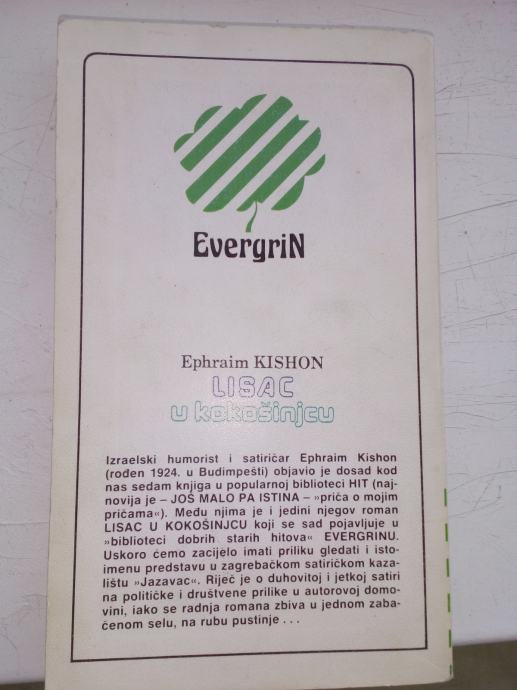 EvergriN
Ephraim KISHON
LISAC
u kokošinjcu
Izraelski humorist i satiričar Ephraim Kishon
(rođen 1924. u Budimpešti) objavio je dosad kod
nas sedam knjiga u popularnoj biblioteci HIT (naj-
novija je – JOŠ MALO PA ISTINA – »priča o mojim
pričama«). Među njima je i jedini njegov roman
LISAC U KOKOŠINJCU koji se sad pojavljuje u
»biblioteci dobrih starih hitova« EVERGRINU.
Uskoro ćemo zacijelo imati priliku gledati i isto-
imenu predstavu u zagrebačkom satiričkom kaza-
lištu »Jazavac«. Riječ je o duhovitoj i jetkoj satiri
na političke i društvene prilike u autorovoj domo-
vini, iako se radnja romana zbiva u jednom zaba-
čenom selu, na rubu pustinje . . .